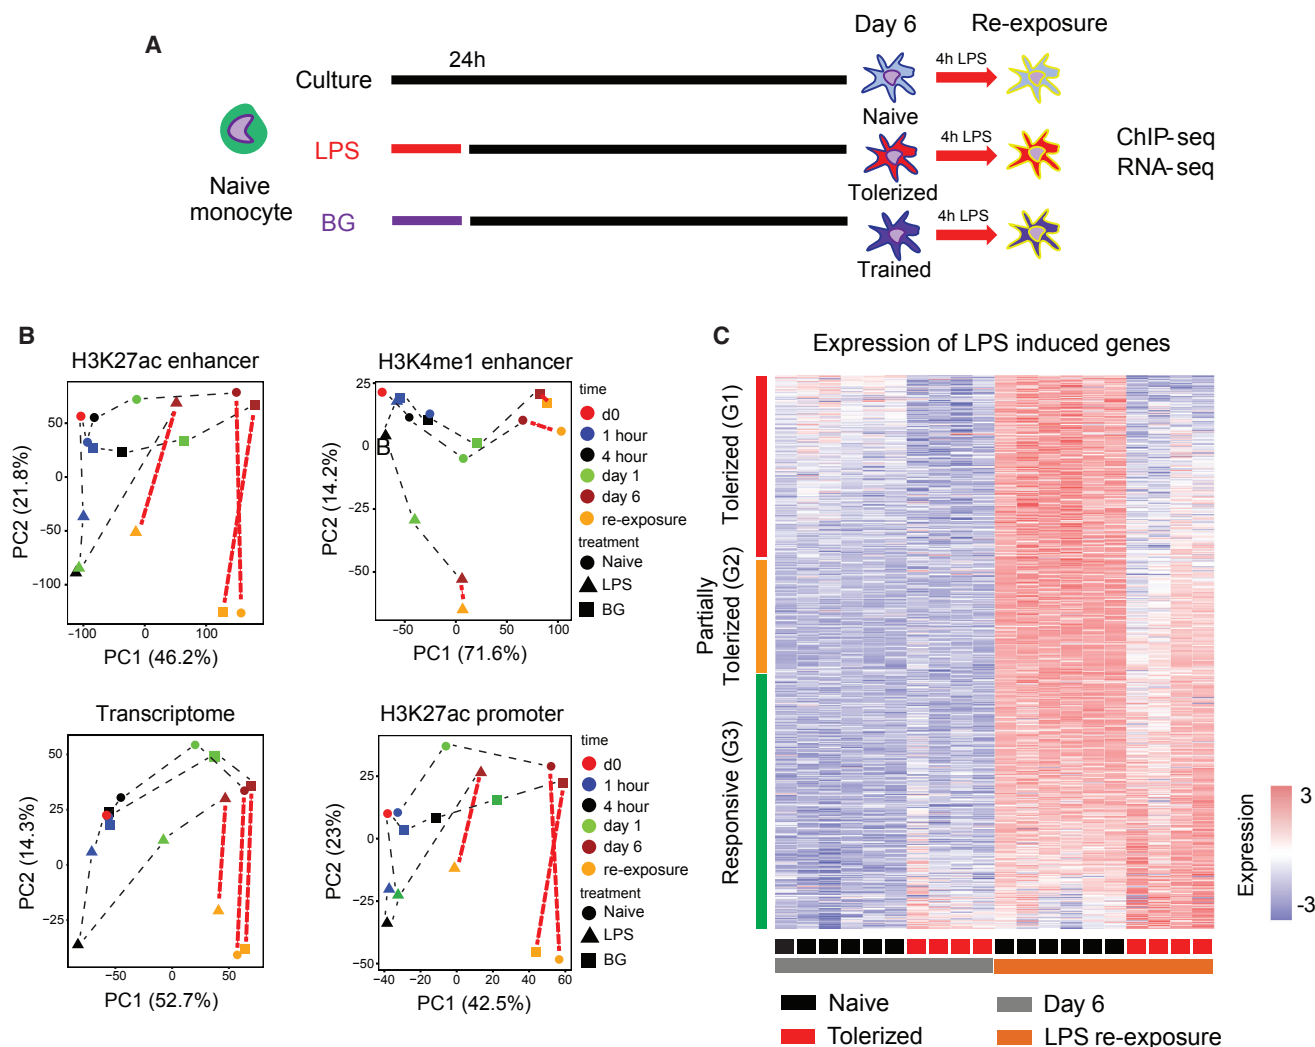 A
Day 6
Re-exposure
24h
Culture
4h LPS
Naive
LPS
4h LPS
ChIP-seq
RNA-seq
Naive
monocyte
Tolerized
BG
4h LPS
Trained
B
H3K27ac enhancer
50
0
−50
−100
PC2 (21.8%)
−100
0
100
PC1 (46.2%)
H3K4me1 enhancer
25
0
−25
−50
B
PC2 (14.2%)
−50
0
50
100
PC1 (71.6%)
time
d0
1 hour
4 hour
day 1
day 6
re-exposure
treatment
Naive
LPS
BG
Transcriptome
50
25
0
−25
PC2 (14.3%)
−50
0
50
PC1 (52.7%)
H3K27ac promoter
25
0
−25
−50
PC2 (23%)
−40
−20
0
20
40
60
PC1 (42.5%)
time
d0
1 hour
4 hour
day 1
day 6
re-exposure
treatment
Naive
LPS
BG
C
Expression of LPS induced genes
Tolerized (G1)
Partially
Tolerized (G2)
Responsive (G3)
Expression
3
-3
Naive
Day 6
Tolerized
LPS re-exposure